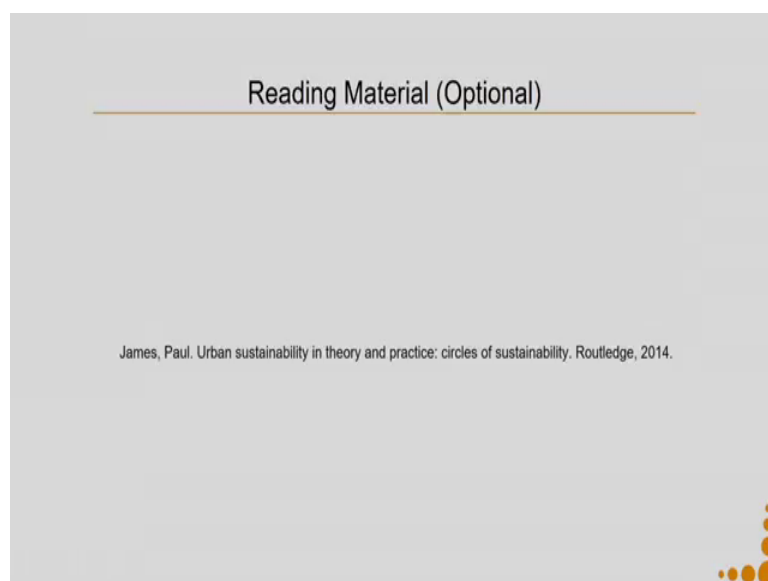 Reading Material (Optional)
James, Paul. Urban sustainability in theory and practice: circles of sustainability. Routledge, 2014.